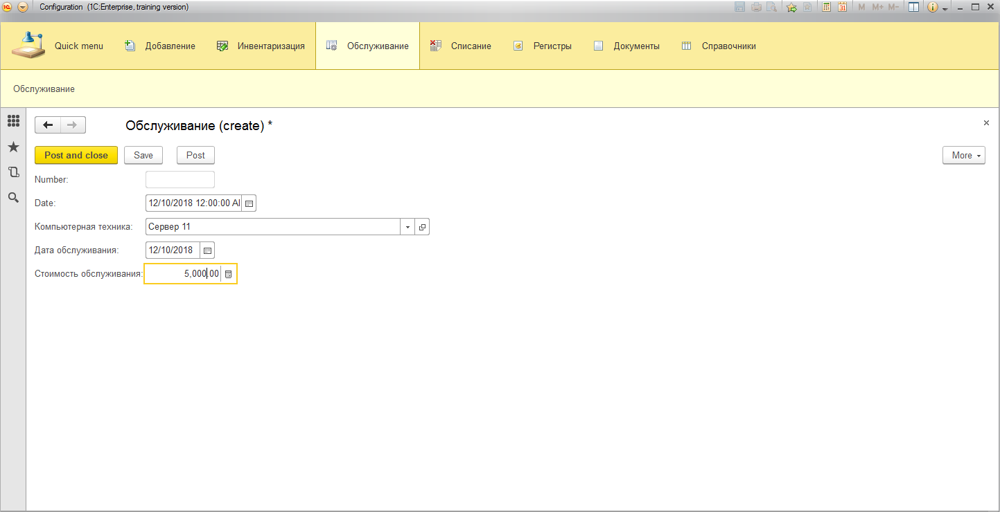 1C Configuration (1C:Enterprise, training version) 31 M M+ M- i
Quick menu Добавление Инвентаризация Обслуживание Списание Регистры Документы Справочники
Обслуживание
Обслуживание (create) *
Post and close Save Post More
Number:
Date: 12/10/2018 12:00:00 AI
Компьютерная техника: Сервер 11
Дата обслуживания: 12/10/2018
Стоимость обслуживания: 5,000.00